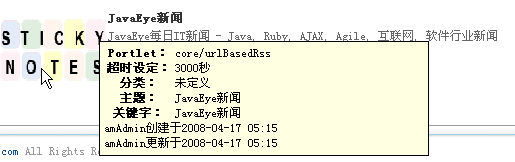 JavaEye新闻
JavaEye每日IT新闻 - Java, Ruby, AJAX, Agile, 互联网, 软件行业新闻
STICKY
NOTES
Portlet: core/urlBasedRss
超时设定: 3000秒
分类: 未定义
主题: JavaEye新闻
关键字: JavaEye新闻
amAdmin创建于2008-04-17 05:15
amAdmin更新于2008-04-17 05:15
com All Rights Re